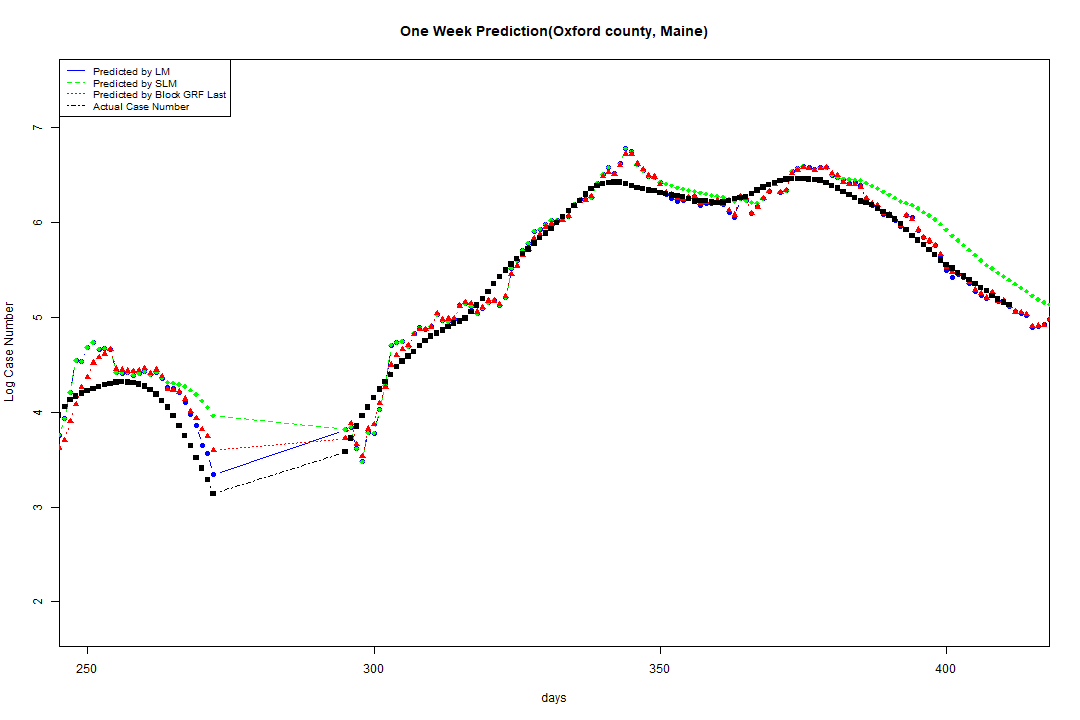 One Week Prediction(Oxford county, Maine)
Predicted by LM
Predicted by SLM
Predicted by Block GRF Last
Actual Case Number
7
6
5
4
3
2
Log Case Number
250 300 350 400
days